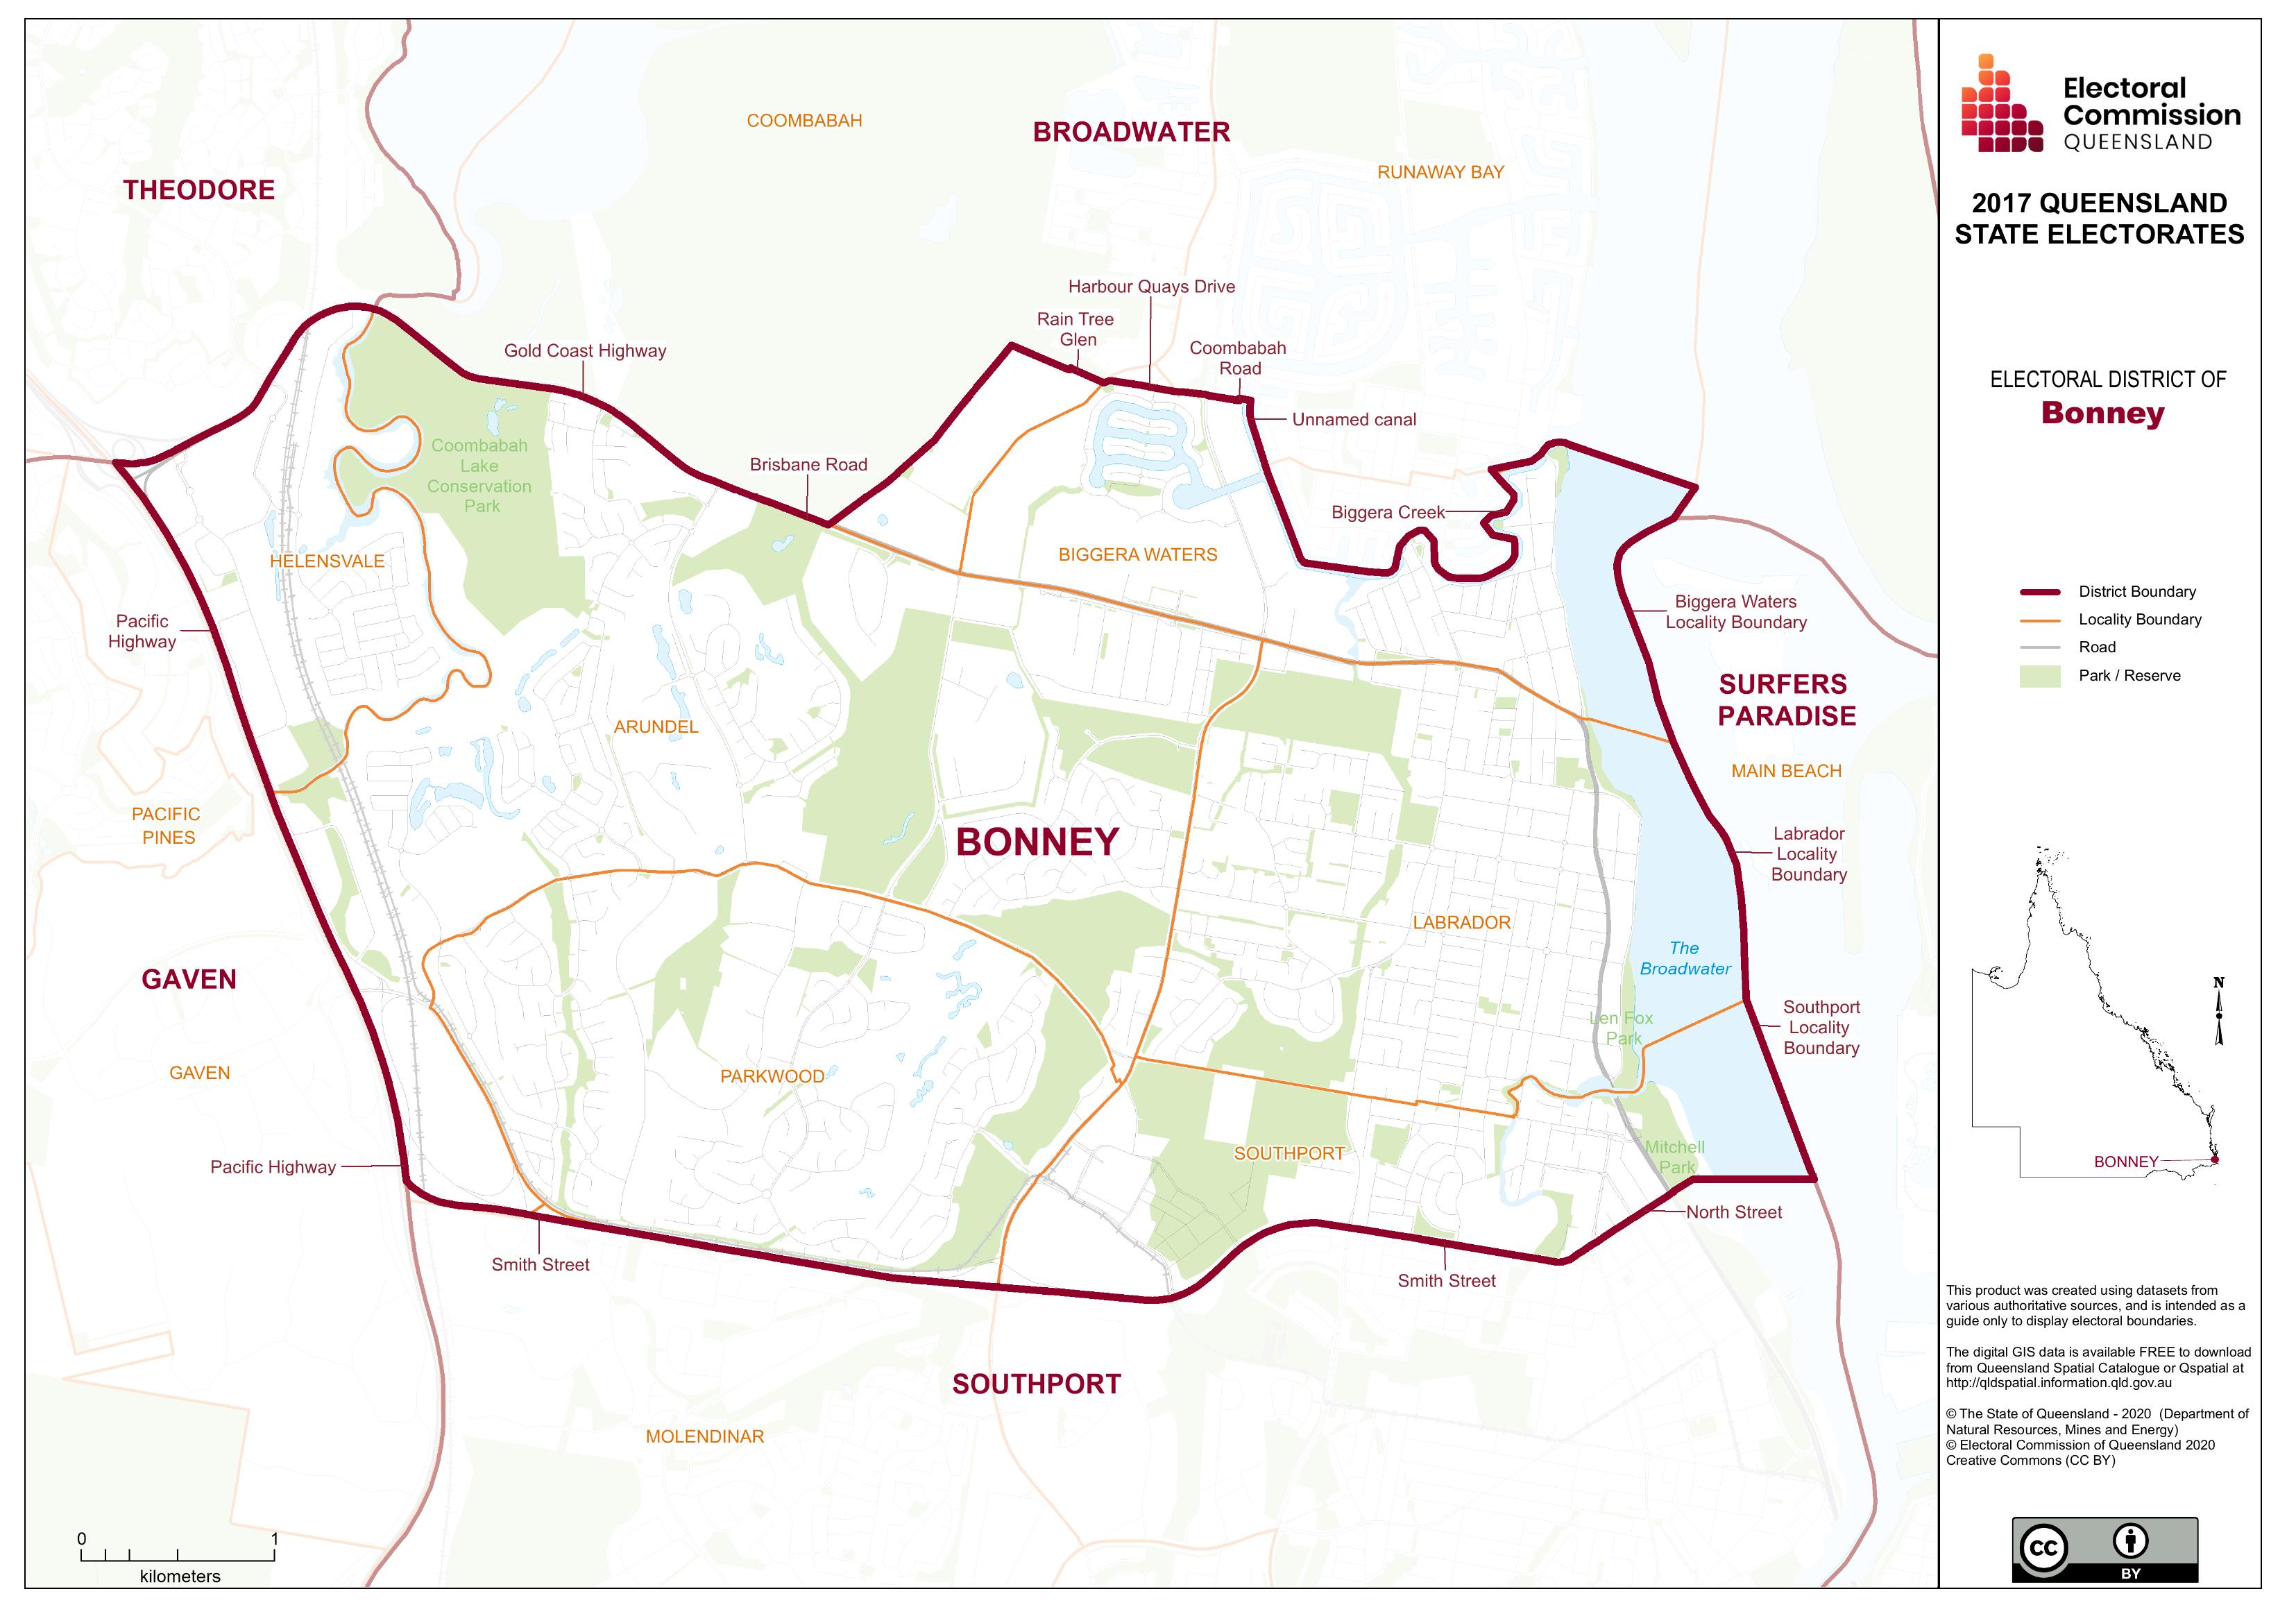 COOMBABAH
BROADWATER
RUNAWAY BAY
THEODORE
Harbour Quays Drive
Rain Tree
Glen
Coombabah
Road
Gold Coast Highway
Unnamed canal
Coombabah
Lake
Conservation
Park
Brisbane Road
Biggera Creek
HELENSVALE
BIGGERA WATERS
Pacific
Highway
Biggera Waters
Locality Boundary
SURFERS
PARADISE
ARUNDEL
MAIN BEACH
PACIFIC
PINES
BONNEY
Labrador
Locality
Boundary
LABRADOR
The
Broadwater
GAVEN
Southport
Locality
Boundary
Len Fox
Park
GAVEN
PARKWOOD
SOUTHPORT
Mitchell
Park
Pacific Highway
North Street
Smith Street
Smith Street
SOUTHPORT
MOLENDINAR
0 1
kilometers
Electoral
Commission
QUEENSLAND
2017 QUEENSLAND
STATE ELECTORATES
ELECTORAL DISTRICT OF
Bonney
District Boundary
Locality Boundary
Road
Park / Reserve
N
BONNEY
This product was created using datasets from
various authoritative sources, and is intended as a
guide only to display electoral boundaries.
The digital GIS data is available FREE to download
from Queensland Spatial Catalogue or Qspatial at
http://qldspatial.information.qld.gov.au
© The State of Queensland - 2020 (Department of
Natural Resources, Mines and Energy)
© Electoral Commission of Queensland 2020
Creative Commons (CC BY)
CC
BY